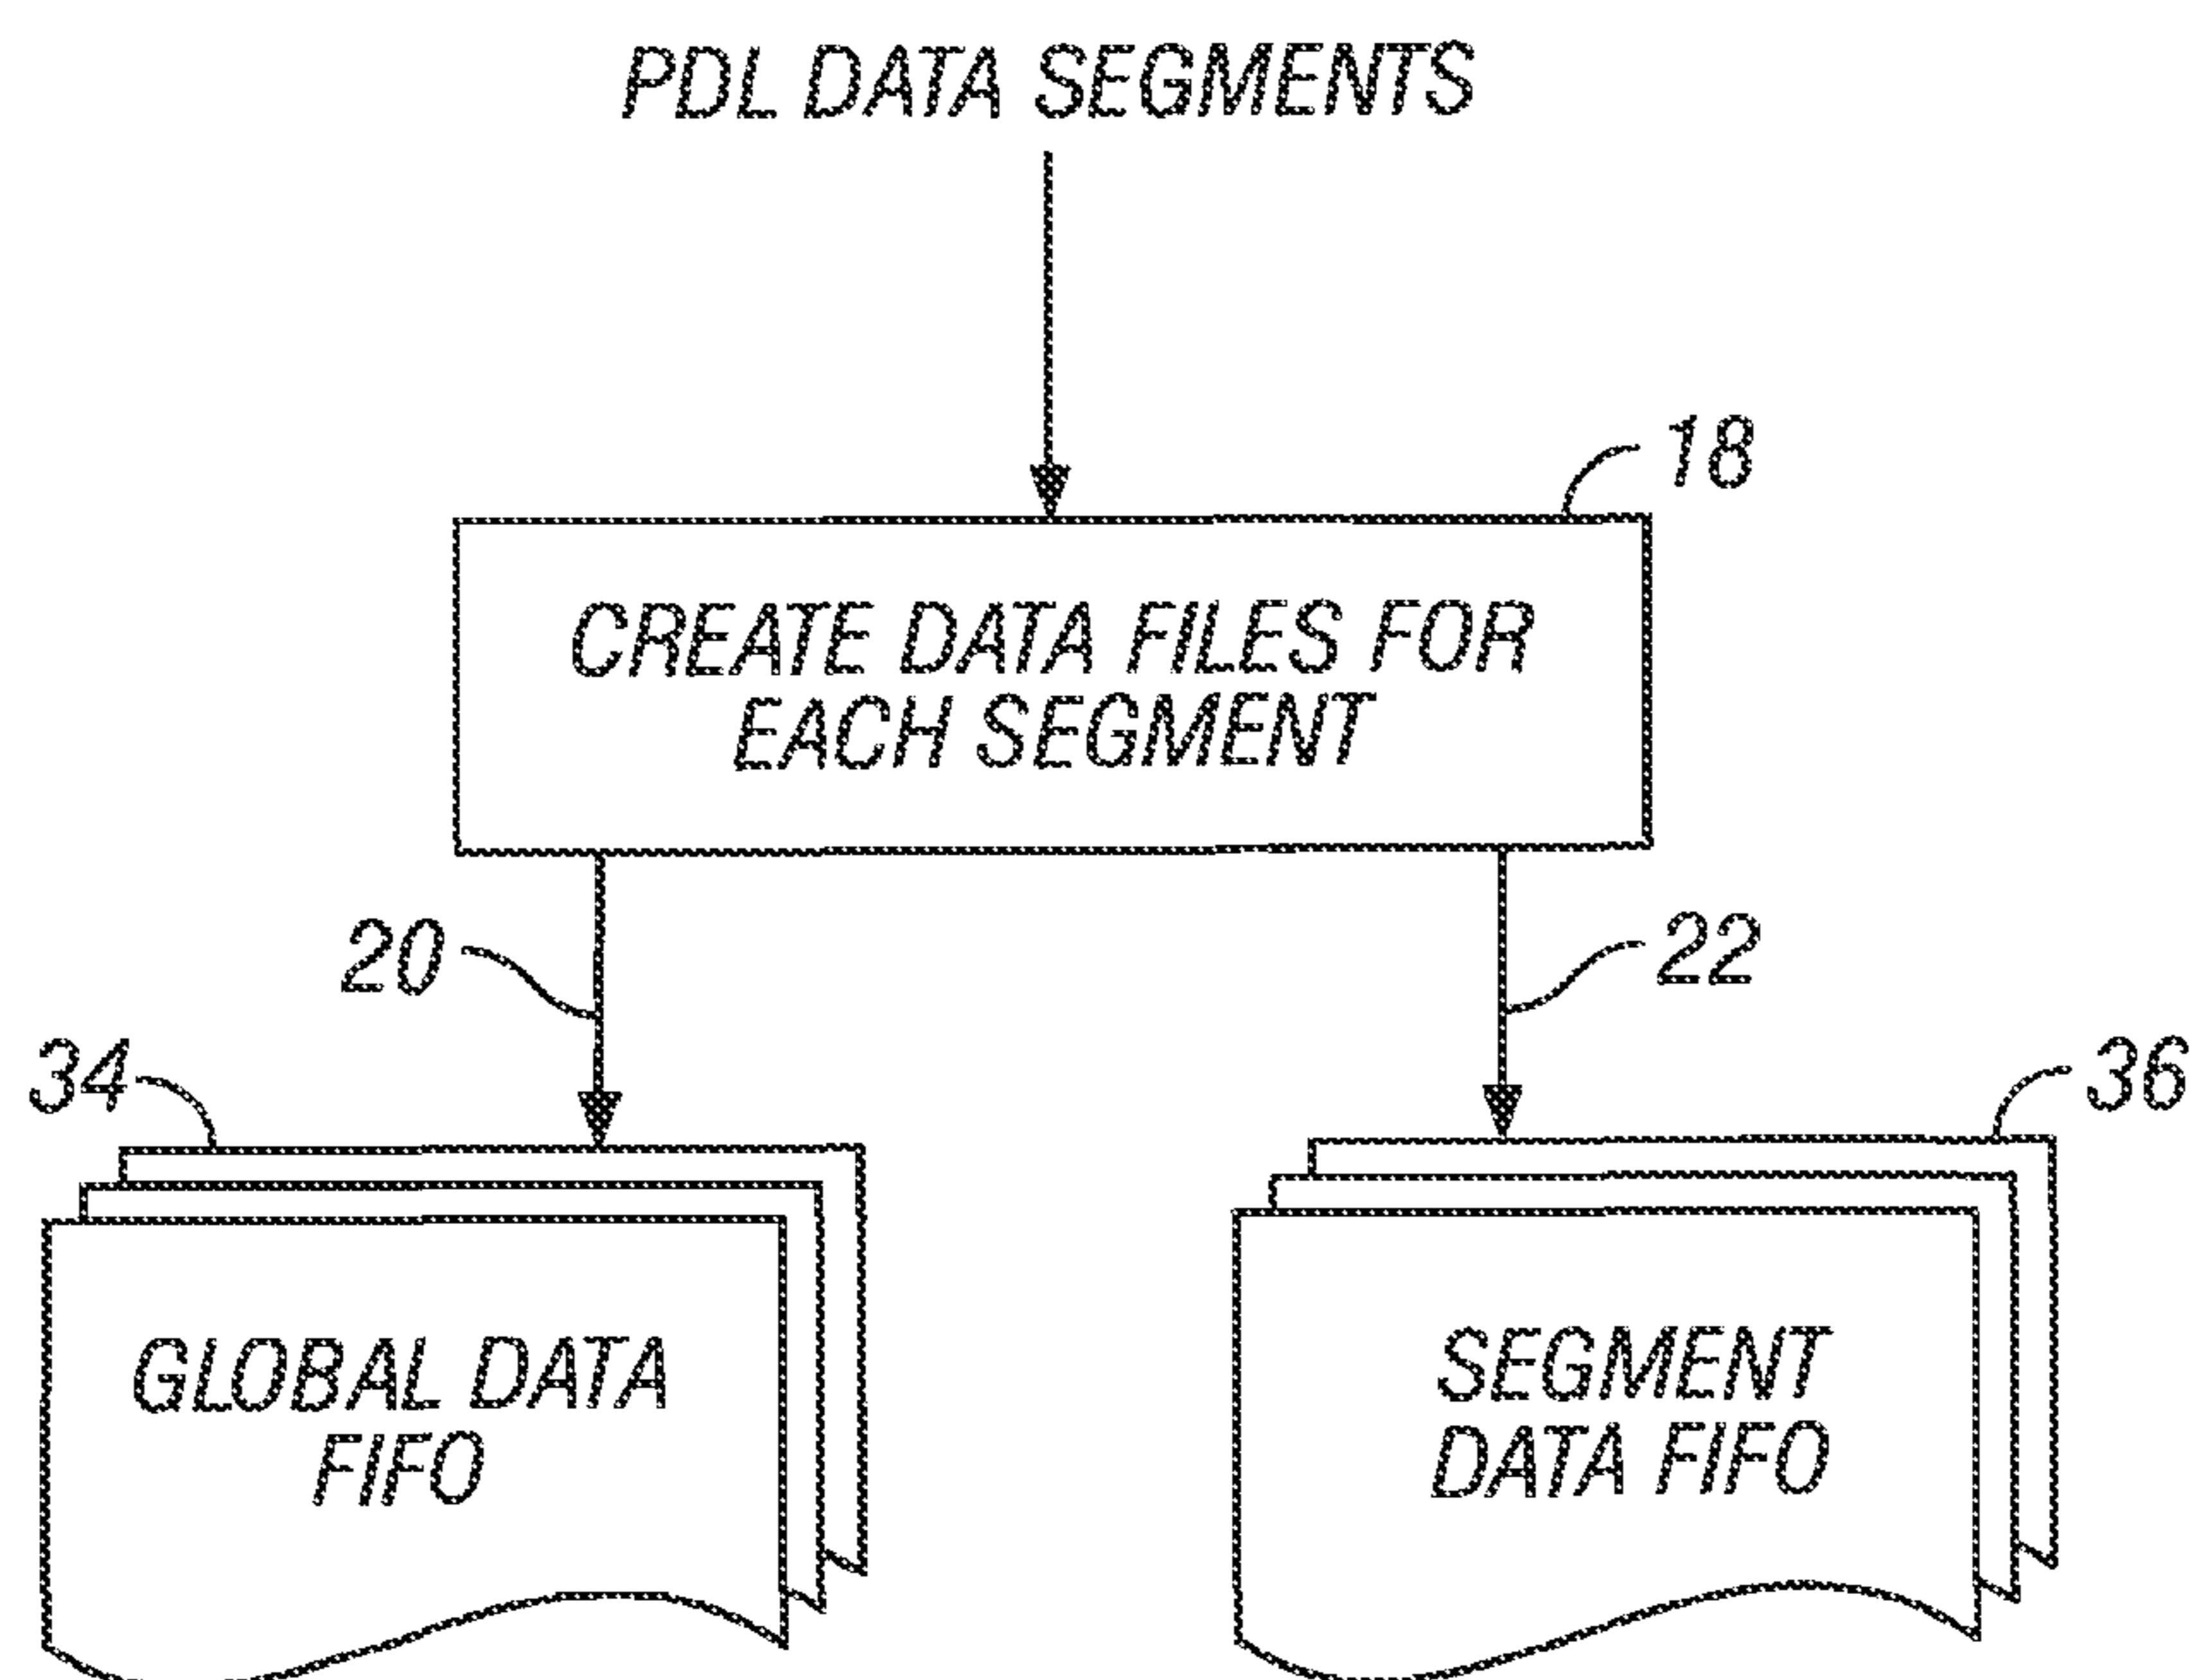 PDL DATA SEGMENTS
18
CREATE DATA FILES FOR
EACH SEGMENT
20
22
34
36
GLOBAL DATA
FIFO
SEGMENT
DATA FIFO